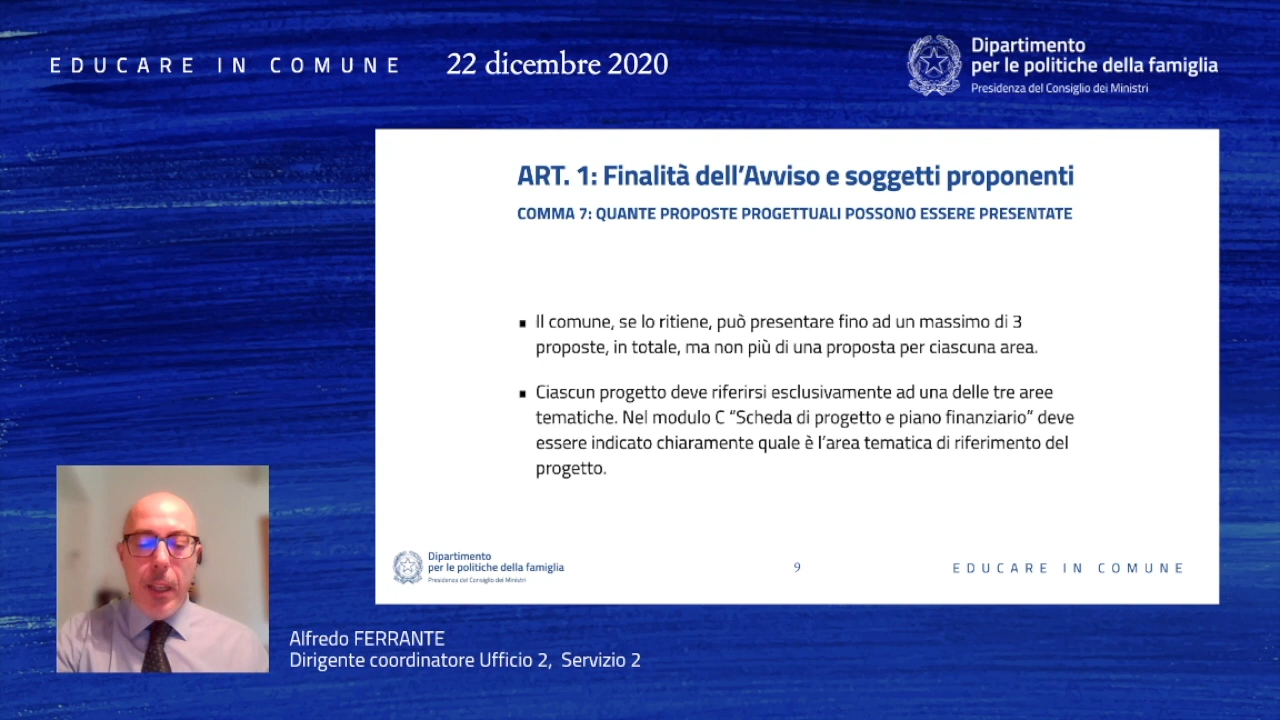 EDUCARE IN COMUNE
22 dicembre 2020
Dipartimento
per le politiche della famiglia
Presidenza del Consiglio dei Ministri
ART. 1: Finalità dell'Avviso e soggetti proponenti
COMMA 7: QUANTE PROPOSTE PROGETTUALI POSSONO ESSERE PRESENTATE
▪ Il comune, se lo ritiene, può presentare fino ad un massimo di 3
proposte, in totale, ma non più di una proposta per ciascuna area.
▪ Ciascun progetto deve riferirsi esclusivamente ad una delle tre aree
tematiche. Nel modulo C “Scheda di progetto e piano finanziario” deve
essere indicato chiaramente quale è l'area tematica di riferimento del
progetto.
Dipartimento
per le politiche della famiglia
Presidenza del Consiglio dei Ministri
9
EDUCARE IN COMUNE
Alfredo FERRANTE
Dirigente coordinatore Ufficio 2, Servizio 2